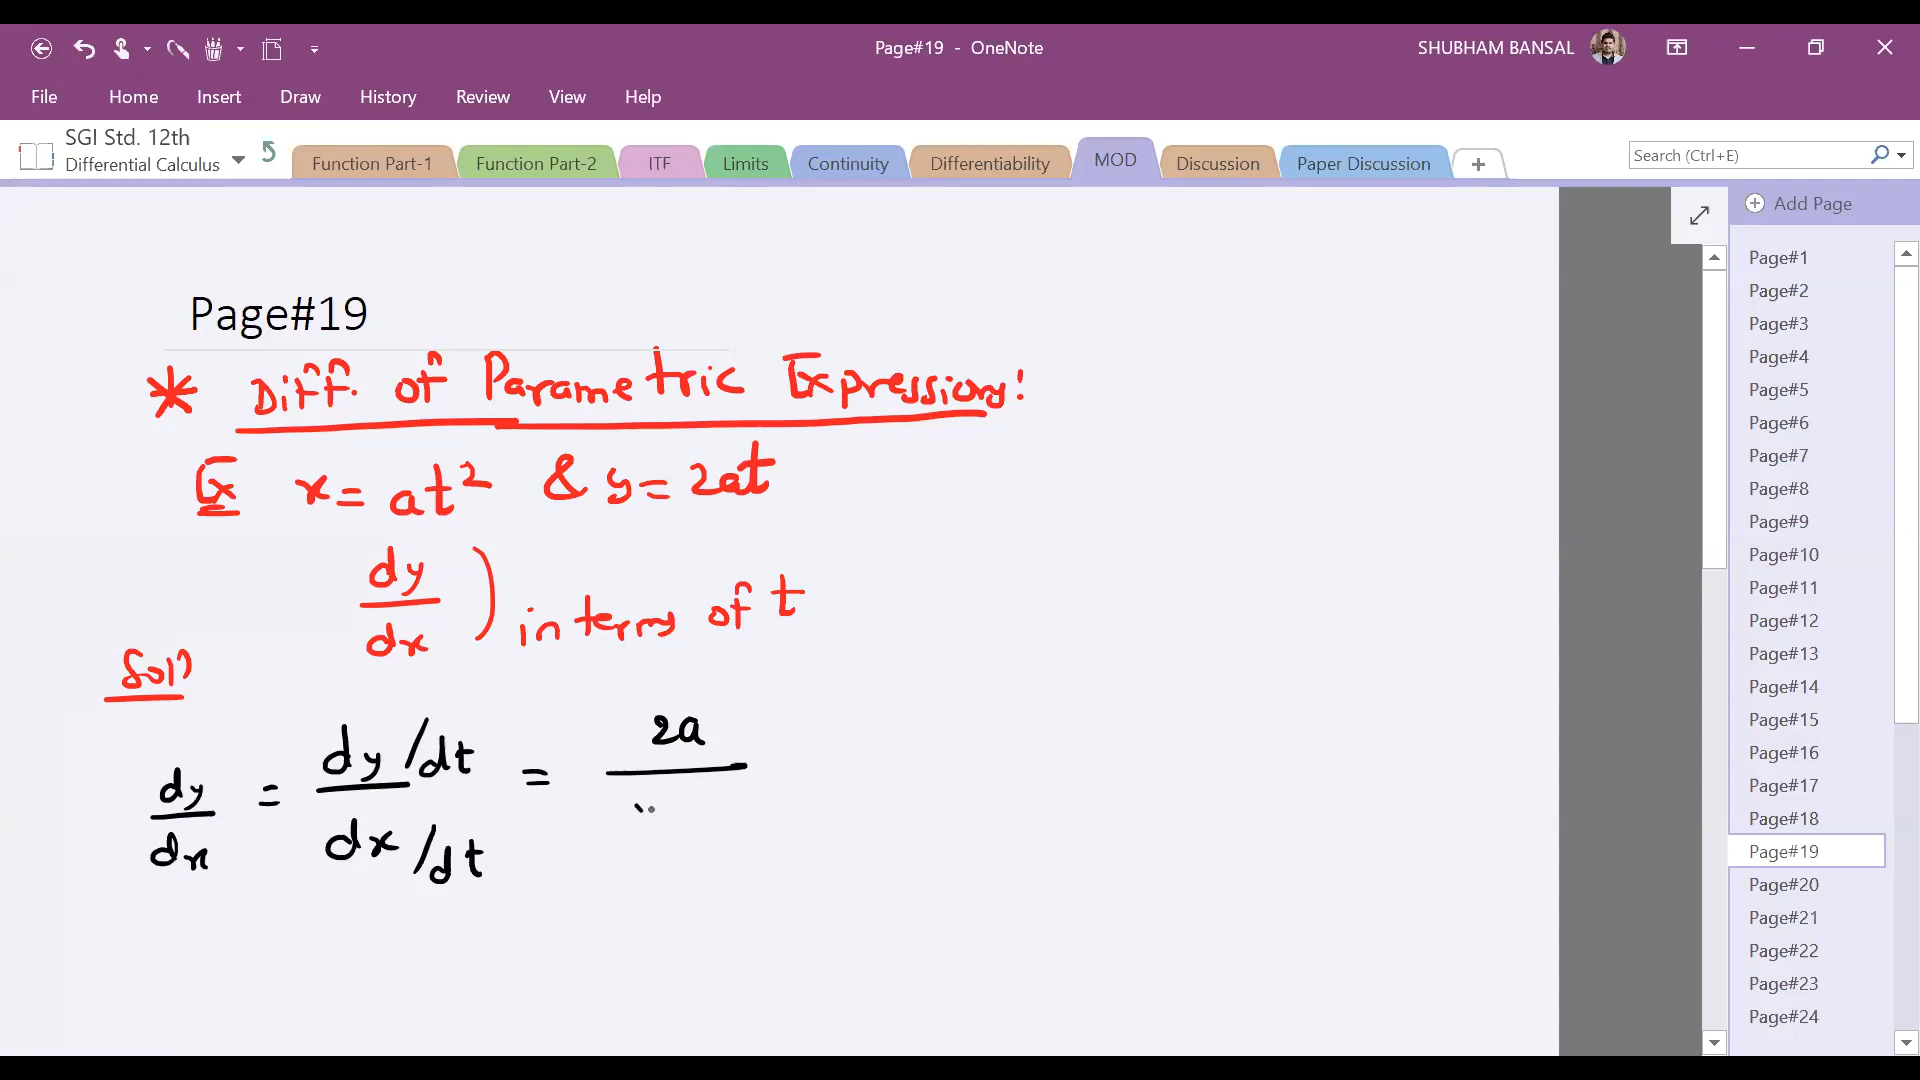 Page#19 - OneNote
SHUBHAM BANSAL
File Home Insert Draw History Review View Help
SGI Std. 12th
Differential Calculus
Function Part-1 Function Part-2 ITF Limits Continuity Differentiability MOD Discussion Paper Discussion
Search (Ctrl+E)
Add Page
Page#19
* Diff. of Parametric Expressions:
Ex x = at² & y = 2at
dy/dx ) in terms of t
Solⁿ
dy/dx = (dy/dt)/(dx/dt) = 2a/
Page#1
Page#2
Page#3
Page#4
Page#5
Page#6
Page#7
Page#8
Page#9
Page#10
Page#11
Page#12
Page#13
Page#14
Page#15
Page#16
Page#17
Page#18
Page#19
Page#20
Page#21
Page#22
Page#23
Page#24